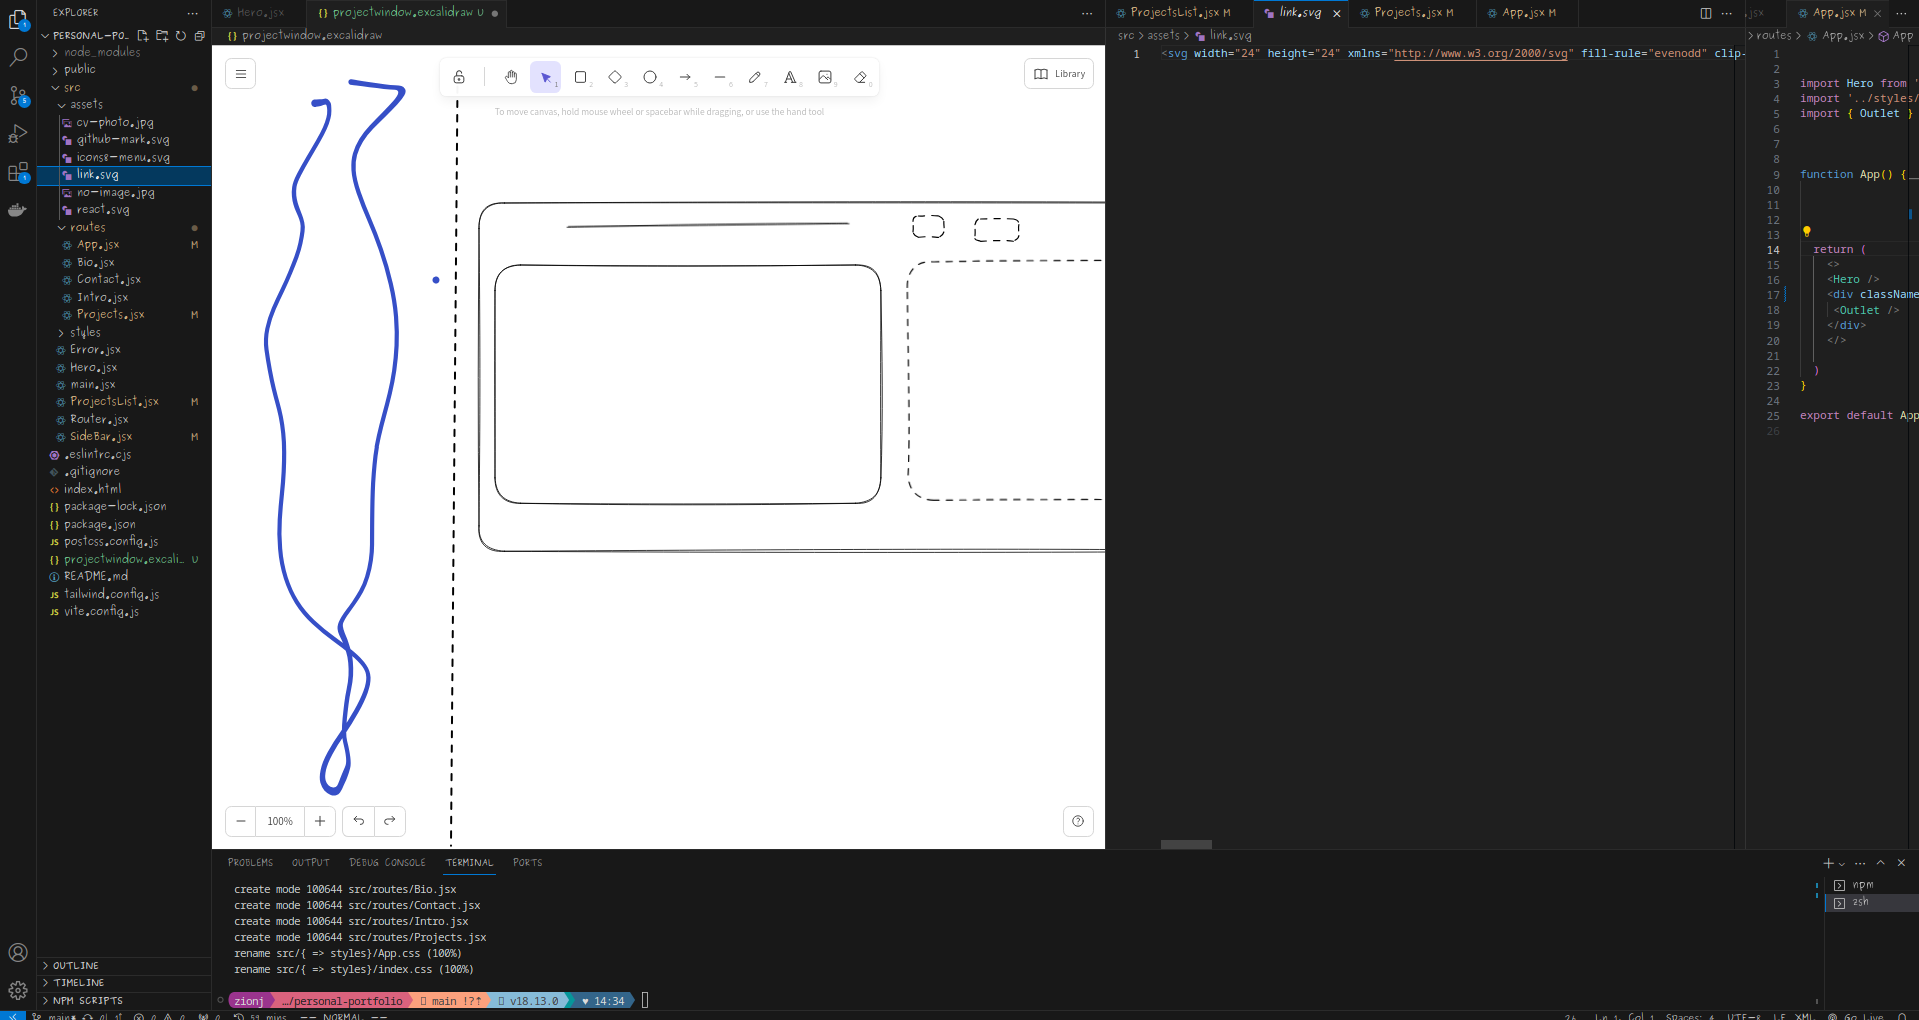 EXPLORER
PERSONAL-PO...
node_modules
public
src
assets
cv-photo.jpg
github-mark.svg
icons8-menu.svg
link.svg
no-image.jpg
react.svg
routes
App.jsx M
Bio.jsx
Contact.jsx
Intro.jsx
Projects.jsx M
styles
Error.jsx
Hero.jsx
main.jsx
ProjectsList.jsx M
Router.jsx
SideBar.jsx M
.eslintrc.cjs
.gitignore
index.html
package-lock.json
package.json
postcss.config.js
projectwindow.excali... U
README.md
tailwind.config.js
vite.config.js
OUTLINE
TIMELINE
NPM SCRIPTS
Hero.jsx
projectwindow.excalidraw U
projectwindow.excalidraw
Library
To move canvas, hold mouse wheel or spacebar while dragging, or use the hand tool
100%
ProjectsList.jsx M
link.svg
Projects.jsx M
App.jsx M
src > assets > link.svg
1 <svg width="24" height="24" xmlns="http://www.w3.org/2000/svg" fill-rule="evenodd" clip-
.jsx
App.jsx M
routes > App.jsx > App
1
2
3 import Hero from '
4 import '../styles/
5 import { Outlet }
6
7
8
9 function App() {
10
11
12
13
14 return (
15 <>
16 <Hero />
17 <div className
18 <Outlet />
19 </div>
20 </>
21
22 )
23 }
24
25 export default App
26
PROBLEMS OUTPUT DEBUG CONSOLE TERMINAL PORTS
create mode 100644 src/routes/Bio.jsx
create mode 100644 src/routes/Contact.jsx
create mode 100644 src/routes/Intro.jsx
create mode 100644 src/routes/Projects.jsx
rename src/{ => styles}/App.css (100%)
rename src/{ => styles}/index.css (100%)
zionj …/personal-portfolio main !?⇡ v18.13.0 ♥ 14:34
npm
zsh
main* 59 mins -- NORMAL --
Ln 1, Col 1 Spaces: 4 UTF-8 LF XML Go Live